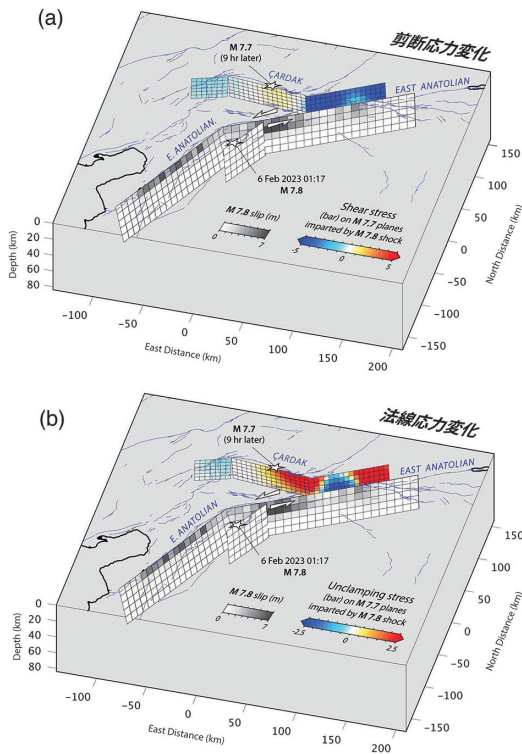 (a)
剪断応力変化
M 7.7
(9 hr later)
ÇARDAK
EAST ANATOLIAN
E. ANATOLIAN
6 Feb 2023 01:17
M 7.8
M 7.8 slip (m)
0 7
Shear stress
(bar) on M 7.7 planes
imparted by M 7.8 shock
-5 0 5
Depth (km)
0
20
40
60
80
−100 −50 0 50 100 150 200
East Distance (km)
150
100
50
0
−50
−100
−150
North Distance (km)
(b)
法線応力変化
M 7.7
(9 hr later)
ÇARDAK
EAST ANATOLIAN
E. ANATOLIAN
6 Feb 2023 01:17
M 7.8
M 7.8 slip (m)
0 7
Unclamping stress
(bar) on M 7.7 planes
imparted by M 7.8 shock
-2.5 0 2.5
Depth (km)
0
20
40
60
80
−100 −50 0 50 100 150 200
East Distance (km)
150
100
50
0
−50
−100
−150
North Distance (km)